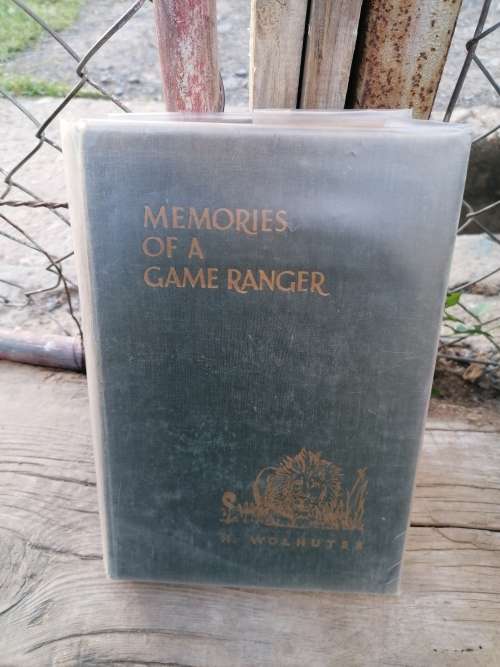 MEMORIES
OF A
GAME RANGER
H. WOLHUTER